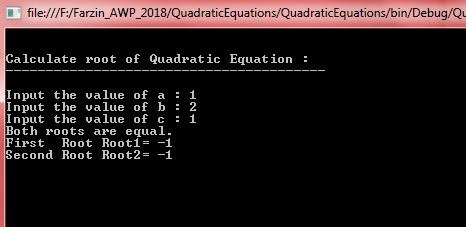 file:///F:/Farzin_AWP_2018/QuadraticEquations/QuadraticEquations/bin/Debug/Qu
Calculate root of Quadratic Equation :
----------------------------------------
Input the value of a : 1
Input the value of b : 2
Input the value of c : 1
Both roots are equal.
First  Root Root1= -1
Second Root Root2= -1